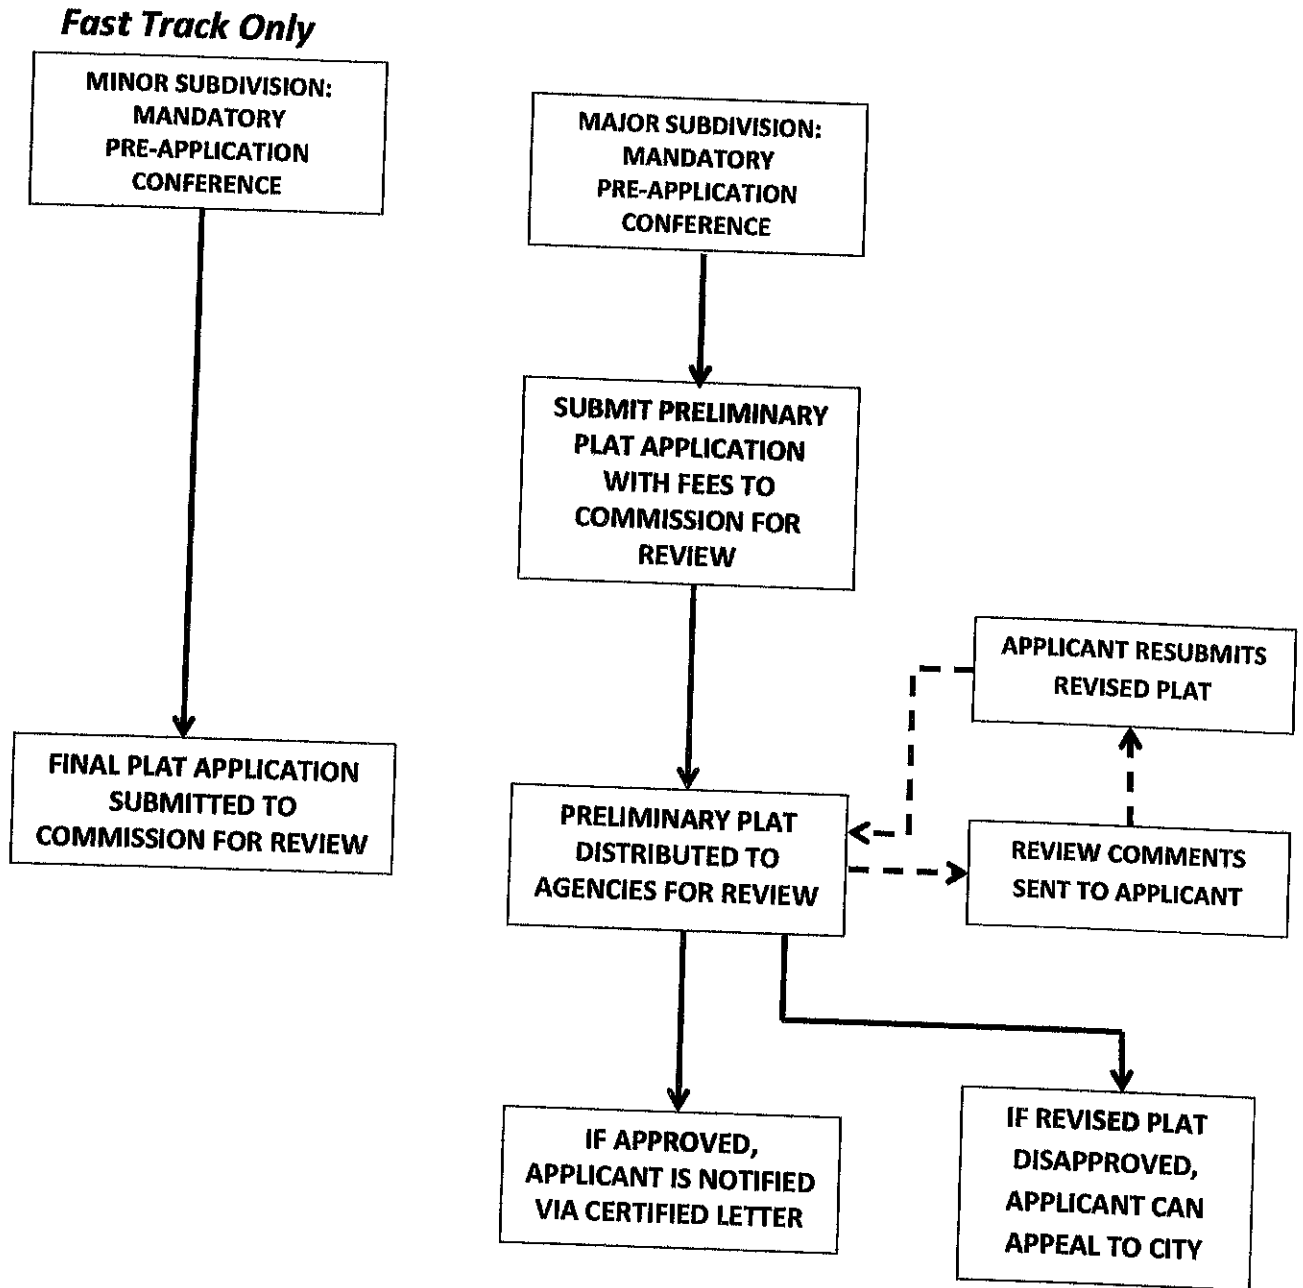 Fast Track Only
MINOR SUBDIVISION:
MANDATORY
PRE-APPLICATION
CONFERENCE
MAJOR SUBDIVISION:
MANDATORY
PRE-APPLICATION
CONFERENCE
SUBMIT PRELIMINARY
PLAT APPLICATION
WITH FEES TO
COMMISSION FOR
REVIEW
APPLICANT RESUBMITS
REVISED PLAT
FINAL PLAT APPLICATION
SUBMITTED TO
COMMISSION FOR REVIEW
PRELIMINARY PLAT
DISTRIBUTED TO
AGENCIES FOR REVIEW
REVIEW COMMENTS
SENT TO APPLICANT
IF APPROVED,
APPLICANT IS NOTIFIED
VIA CERTIFIED LETTER
IF REVISED PLAT
DISAPPROVED,
APPLICANT CAN
APPEAL TO CITY